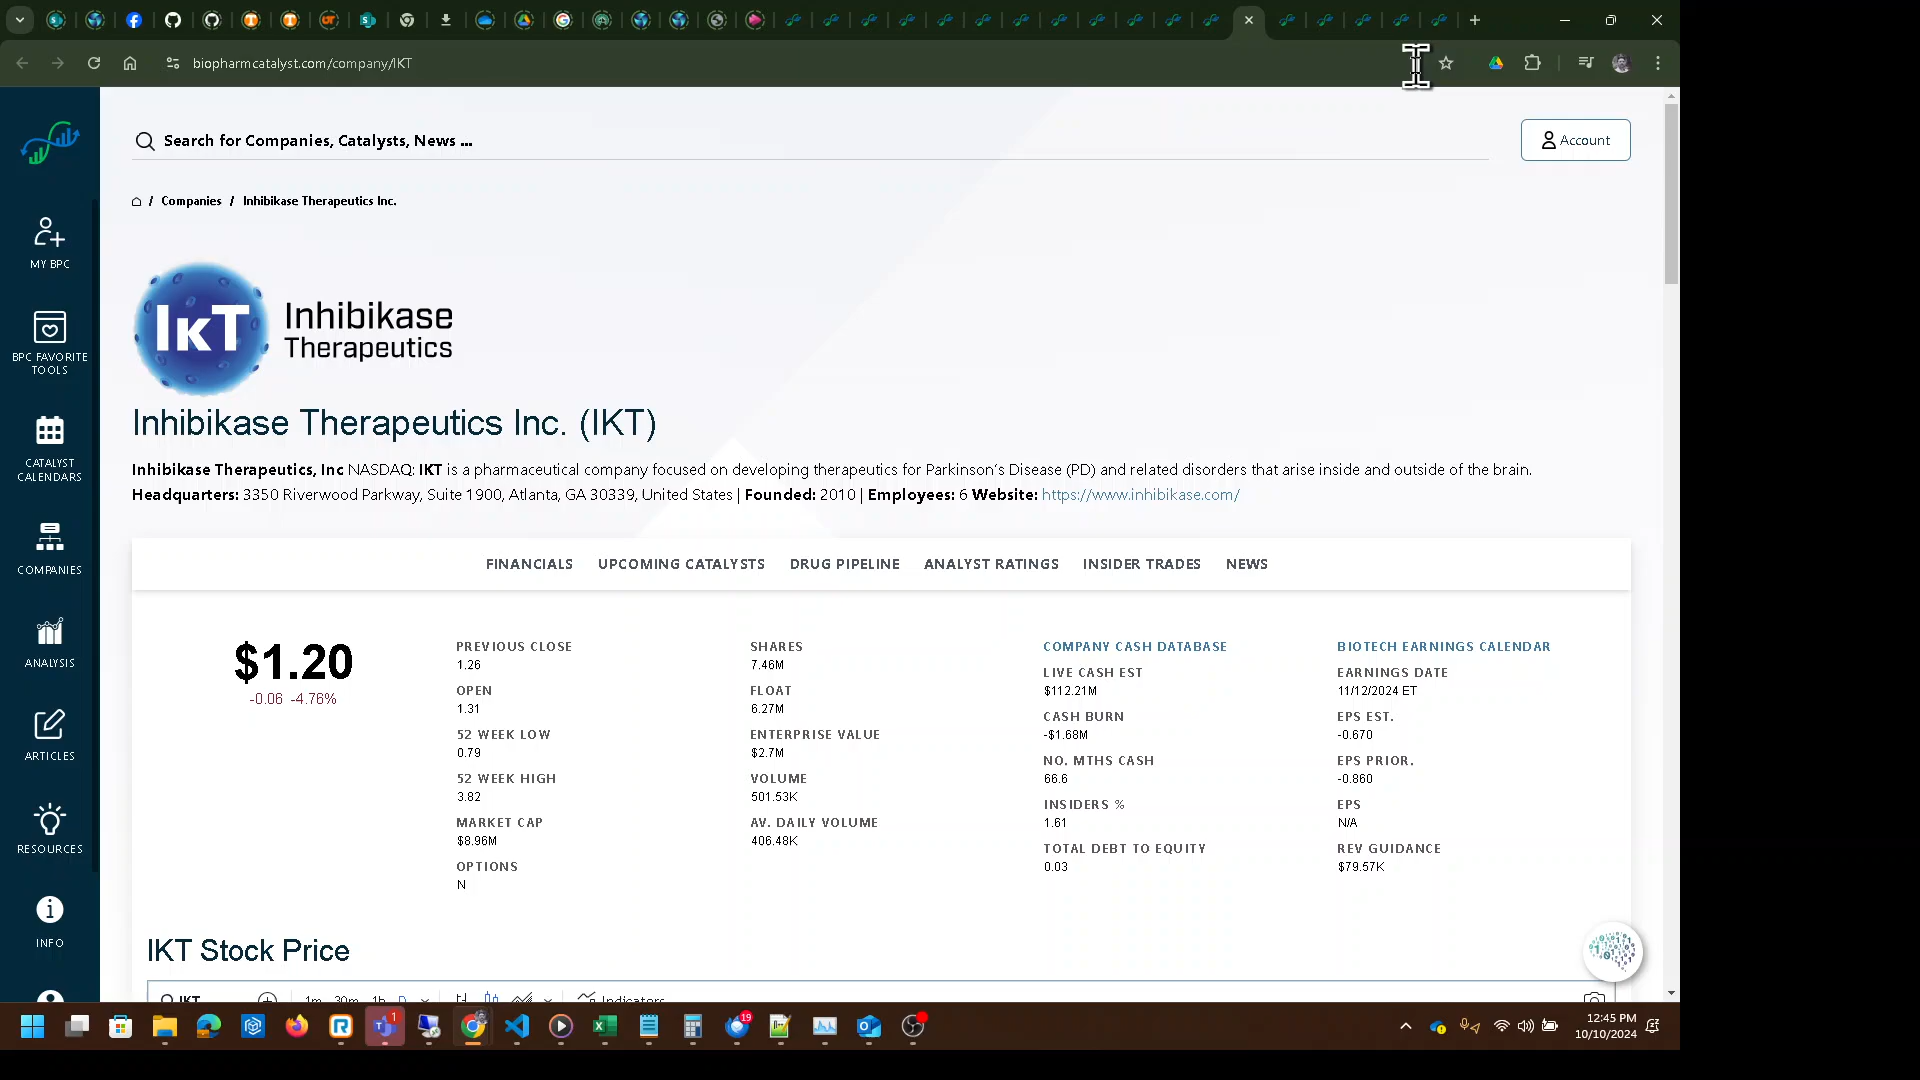 biopharmcatalyst.com/company/IKT
Search for Companies, Catalysts, News ...
Account
/ Companies / Inhibikase Therapeutics Inc.
MY BPC
BPC FAVORITE
TOOLS
CATALYST
CALENDARS
COMPANIES
ANALYSIS
ARTICLES
RESOURCES
INFO
IKT Inhibikase
Therapeutics
Inhibikase Therapeutics Inc. (IKT)
Inhibikase Therapeutics, Inc NASDAQ: IKT is a pharmaceutical company focused on developing therapeutics for Parkinson's Disease (PD) and related disorders that arise inside and outside of the brain.
Headquarters: 3350 Riverwood Parkway, Suite 1900, Atlanta, GA 30339, United States | Founded: 2010 | Employees: 6 Website: https://www.inhibikase.com/
FINANCIALS UPCOMING CATALYSTS DRUG PIPELINE ANALYST RATINGS INSIDER TRADES NEWS
$1.20
-0.06 -4.76%
PREVIOUS CLOSE
1.26
OPEN
1.31
52 WEEK LOW
0.79
52 WEEK HIGH
3.82
MARKET CAP
$8.96M
OPTIONS
N
SHARES
7.46M
FLOAT
6.27M
ENTERPRISE VALUE
$2.7M
VOLUME
501.53K
AV. DAILY VOLUME
406.48K
COMPANY CASH DATABASE
LIVE CASH EST
$112.21M
CASH BURN
-$1.68M
NO. MTHS CASH
66.6
INSIDERS %
1.61
TOTAL DEBT TO EQUITY
0.03
BIOTECH EARNINGS CALENDAR
EARNINGS DATE
11/12/2024 ET
EPS EST.
-0.670
EPS PRIOR.
-0.860
EPS
N/A
REV GUIDANCE
$79.57K
IKT Stock Price
IKT 1m 30m 1h D Indicators
1
19
12:45 PM
10/10/2024